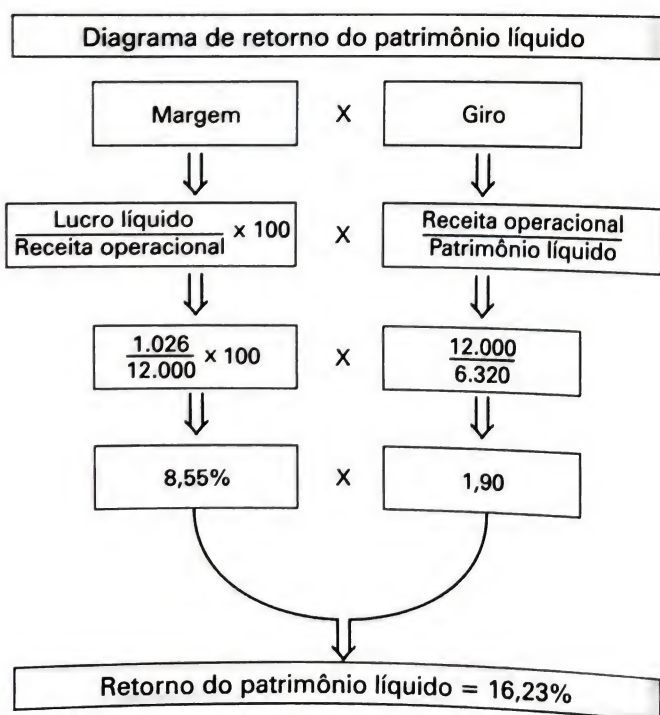 Diagrama de retorno do patrimônio líquido
Margem X Giro
Lucro líquido
Receita operacional x 100 X Receita operacional
Patrimônio líquido
1.026
12.000 x 100 X 12.000
6.320
8,55% X 1,90
Retorno do patrimônio líquido = 16,23%